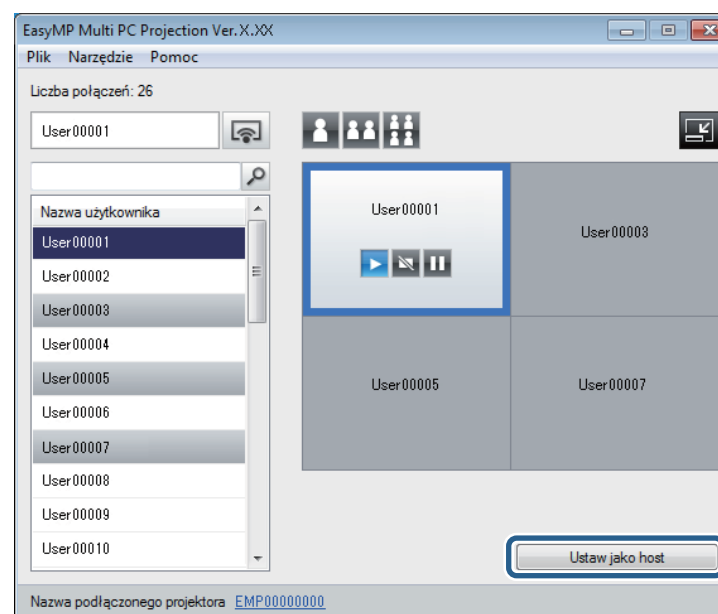 EasyMP Multi PC Projection Ver.X.XX
Plik Narzędzie Pomoc
Liczba połączeń: 26
User00001
Nazwa użytkownika
User00001
User00002
User00003
User00004
User00005
User00006
User00007
User00008
User00009
User00010
User00001
User00003
User00005
User00007
Ustaw jako host
Nazwa podłączonego projektora EMP00000000